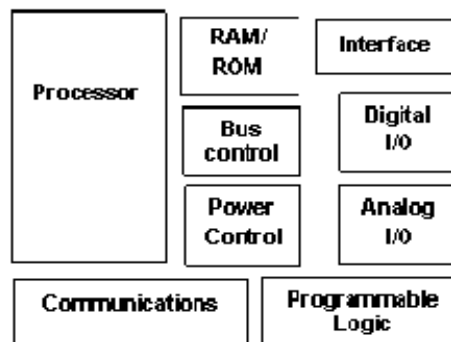 Processor
RAM/
ROM
Interface
Bus
control
Digital
I/O
Power
Control
Analog
I/O
Communications
Programmable
Logic